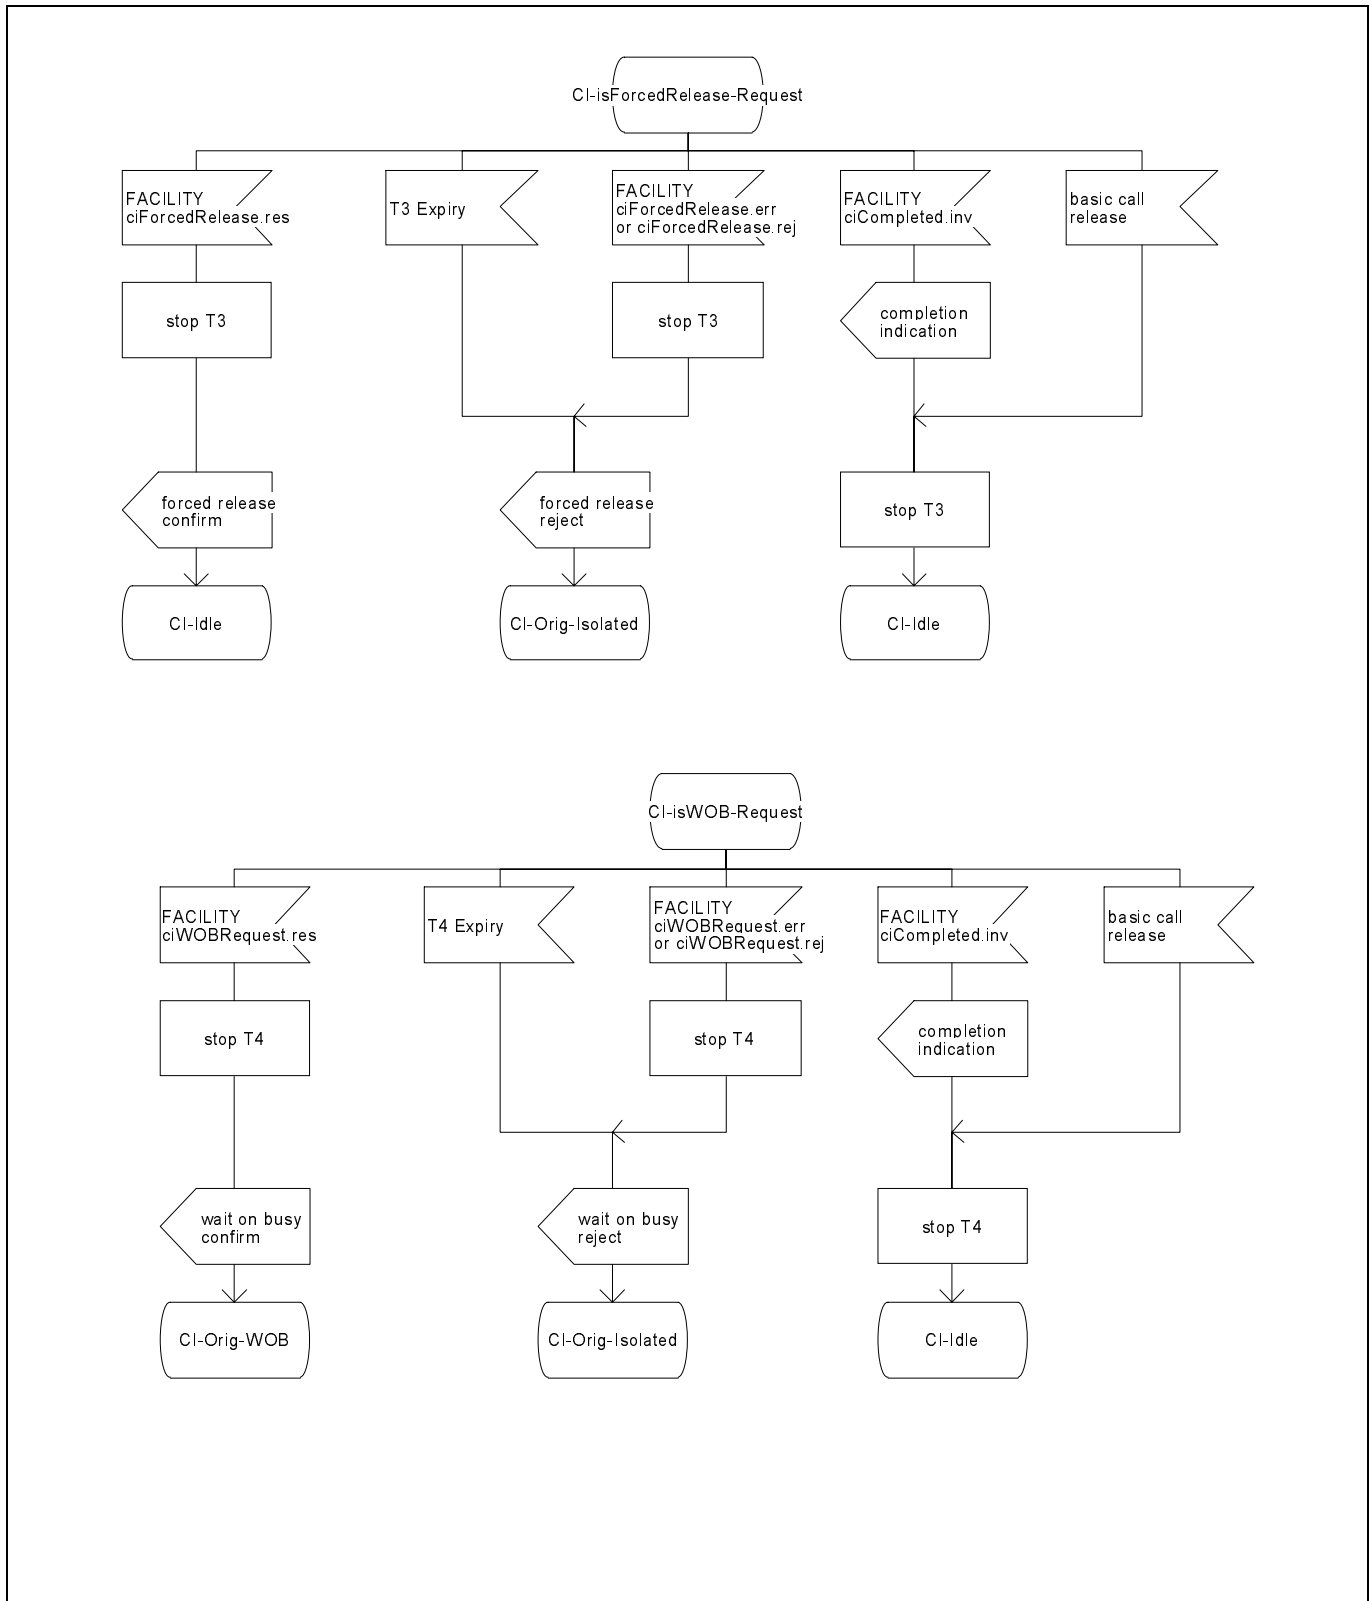 CI-isForcedRelease-Request
FACILITY
ciForcedRelease.res
T3 Expiry
FACILITY
ciForcedRelease.err
or ciForcedRelease.rej
FACILITY
ciCompleted.inv
basic call
release
stop T3
stop T3
completion
indication
forced release
confirm
forced release
reject
stop T3
CI-Idle
CI-Orig-Isolated
CI-Idle
CI-isWOB-Request
FACILITY
ciWOBRequest.res
T4 Expiry
FACILITY
ciWOBRequest.err
or ciWOBRequest.rej
FACILITY
ciCompleted.inv
basic call
release
stop T4
stop T4
completion
indication
wait on busy
confirm
wait on busy
reject
stop T4
CI-Orig-WOB
CI-Orig-Isolated
CI-Idle